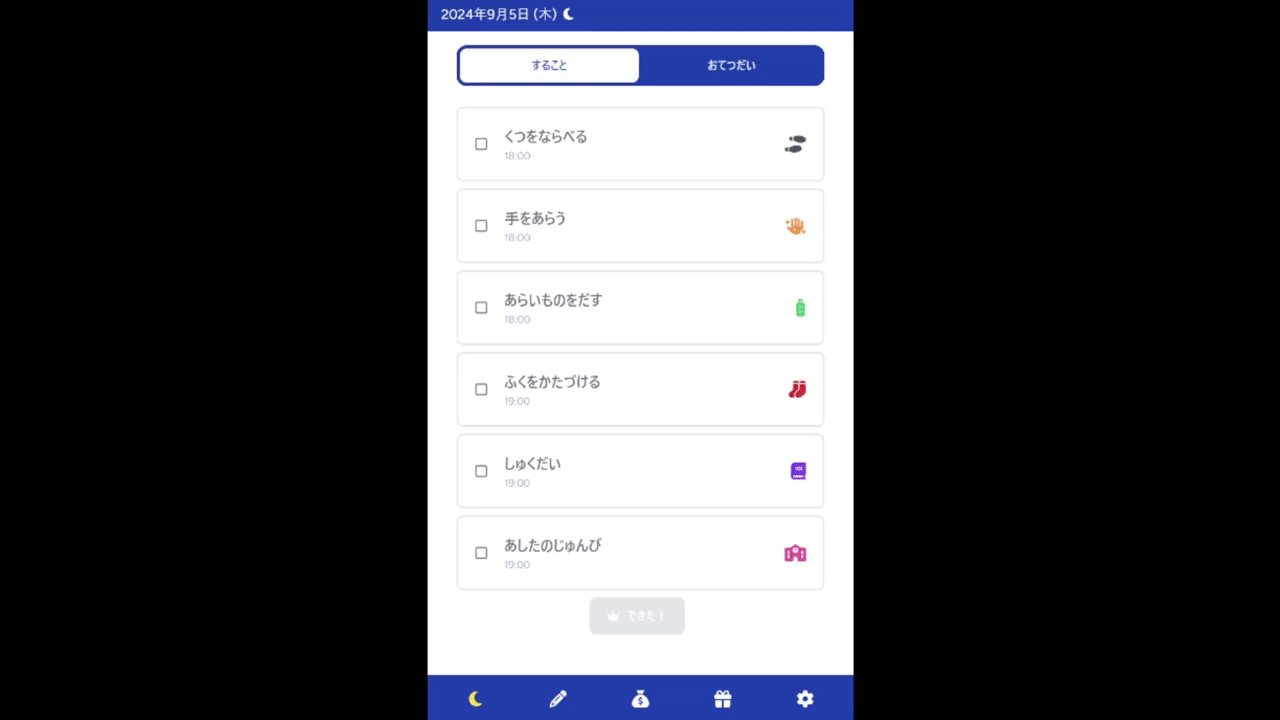 2024年9月5日 (木)
すること
おてつだい
くつをならべる
18:00
手をあらう
18:00
あらいものをだす
18:00
ふくをかたづける
19:00
しゅくだい
19:00
あしたのじゅんび
19:00
できた！